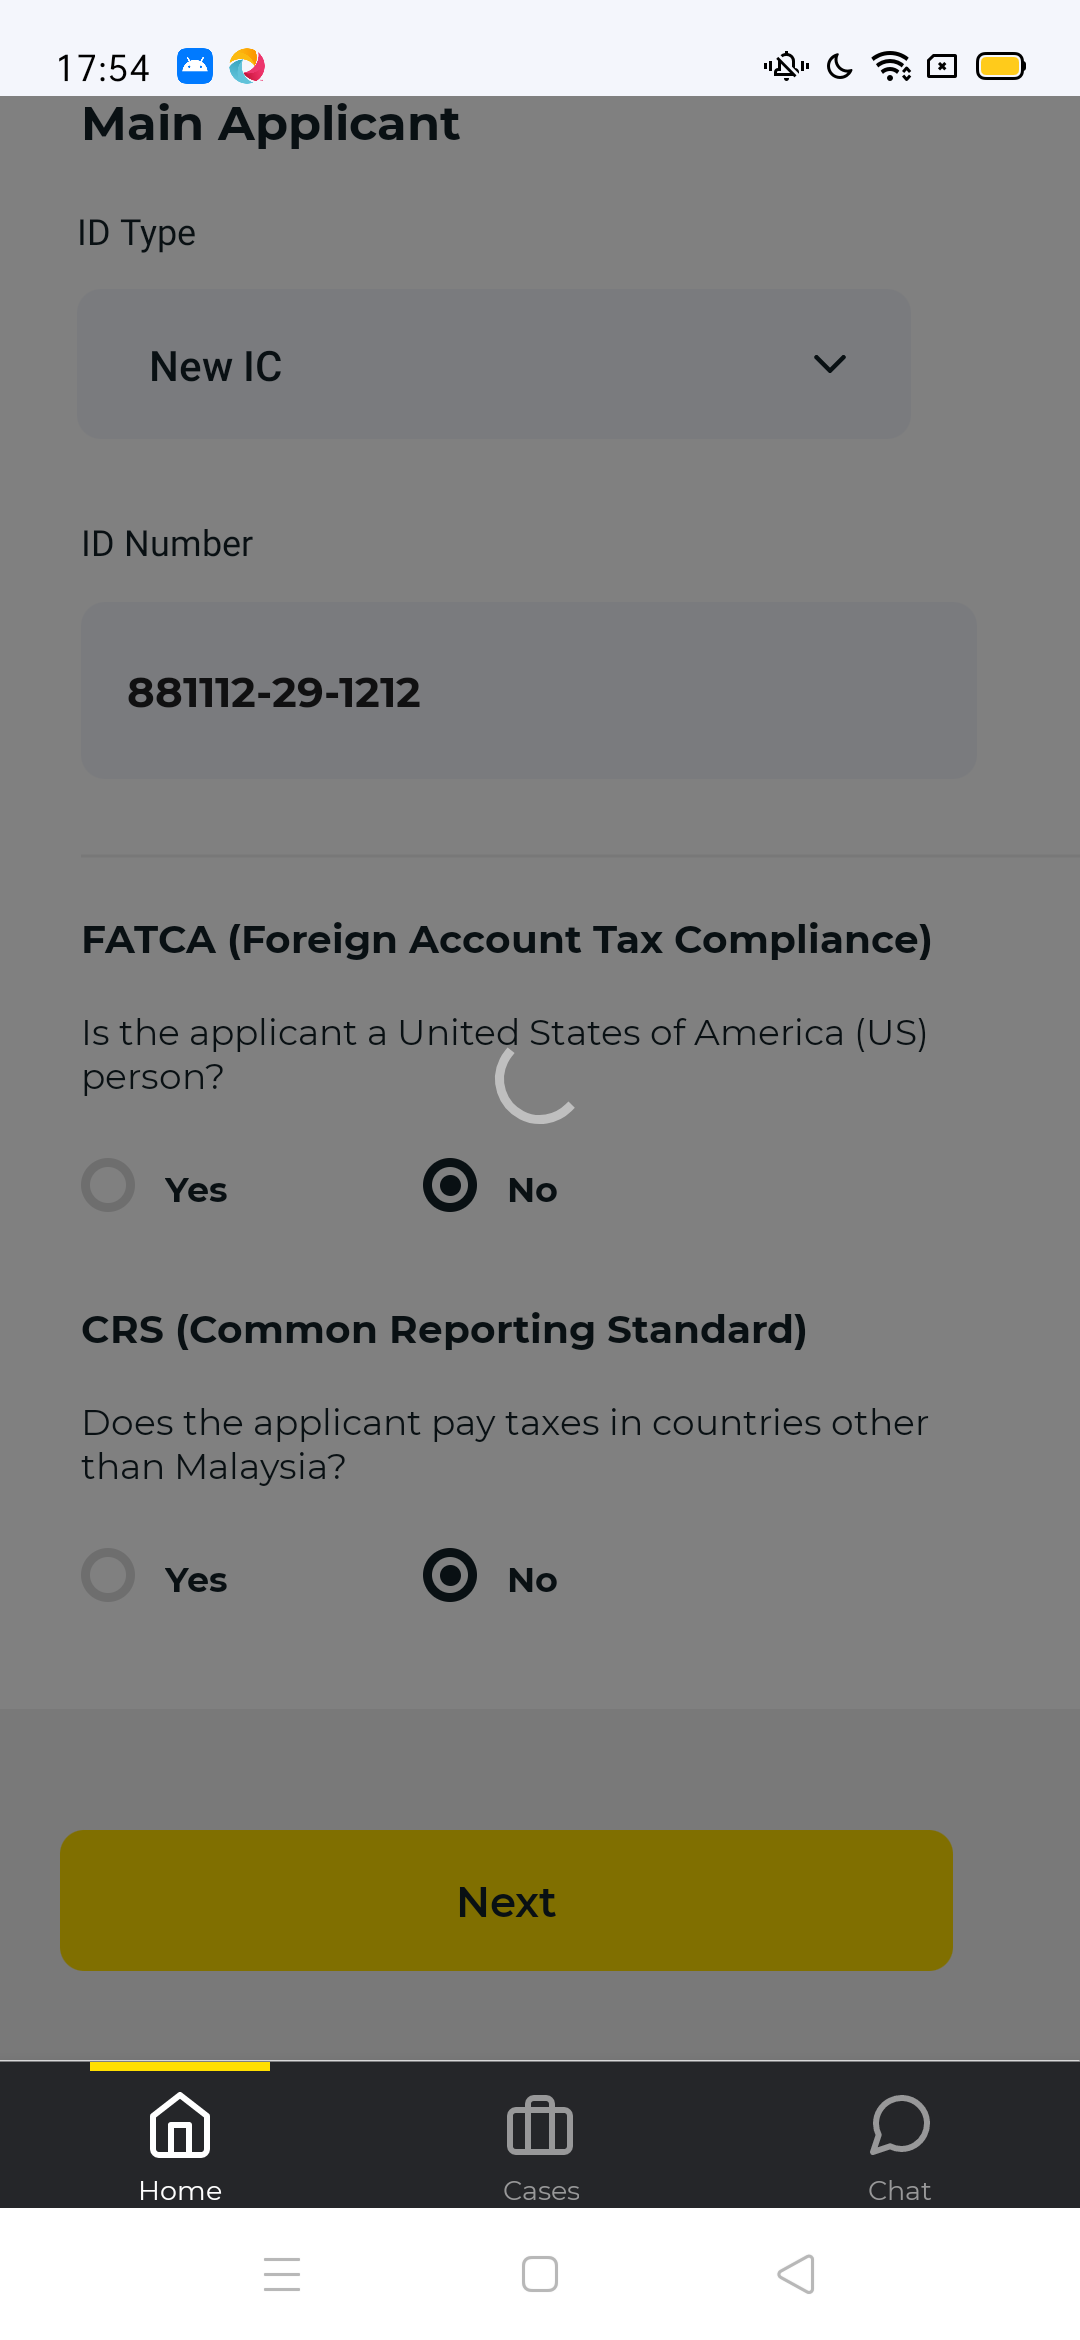 17:54
Main Applicant
ID Type
New IC
ID Number
881112-29-1212
FATCA (Foreign Account Tax Compliance)
Is the applicant a United States of America (US)
person?
Yes No
CRS (Common Reporting Standard)
Does the applicant pay taxes in countries other
than Malaysia?
Yes No
Next
Home Cases Chat